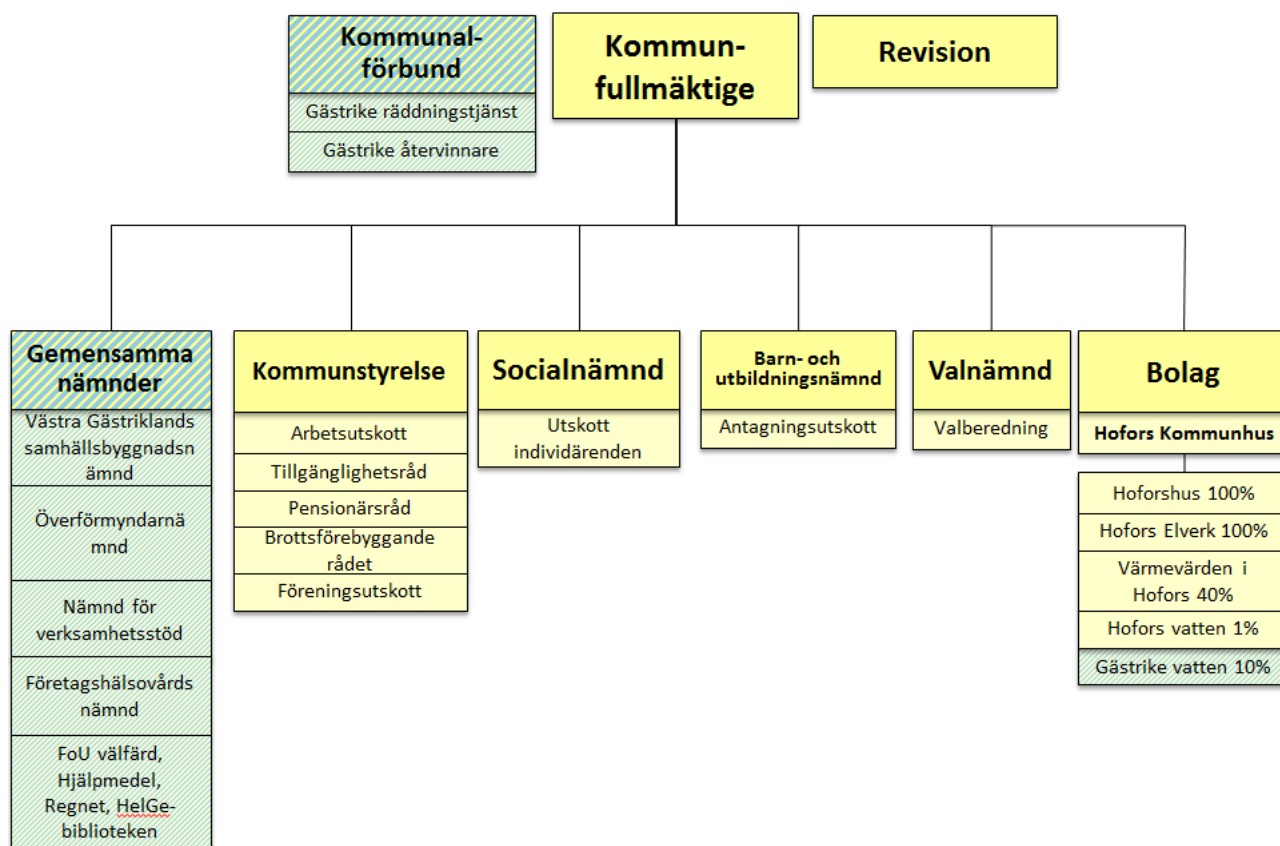 Kommunal-
förbund
Gästrike räddningstjänst
Gästrike återvinnare
Kommun-
fullmäktige
Revision
Gemensamma
nämnder
Västra Gästriklands
samhällsbyggnadsn
ämnd
Överförmyndarnä
mnd
Nämnd för
verksamhetsstöd
Företagshälsovårds
nämnd
FoU välfärd,
Hjälpmedel,
Regnet, HelGe-
biblioteken
Kommunstyrelse
Arbetsutskott
Tillgänglighetsråd
Pensionärsråd
Brottsförebyggande
rådet
Föreningsutskott
Socialnämnd
Utskott
individärenden
Barn- och
utbildningsnämnd
Antagningsutskott
Valnämnd
Valberedning
Bolag
Hofors Kommunhus
Hoforshus 100%
Hofors Elverk 100%
Värmevärden i
Hofors 40%
Hofors vatten 1%
Gästrike vatten 10%